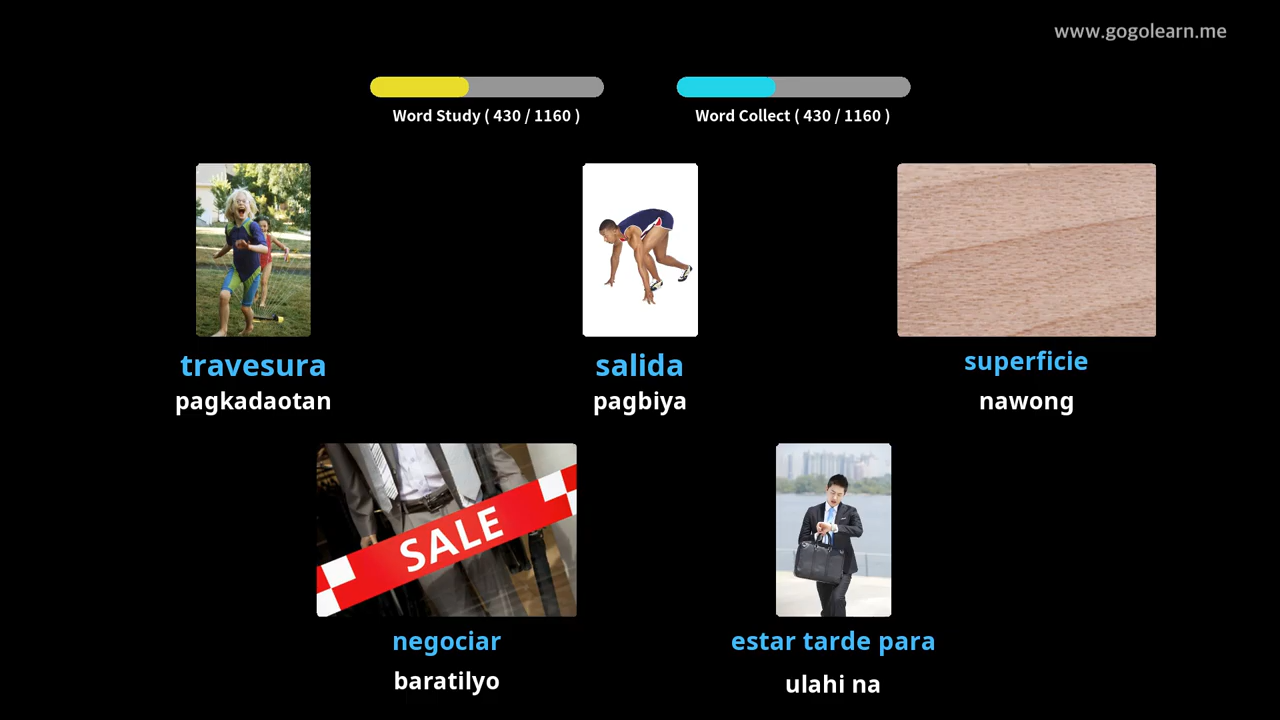 www.gogolearn.me
Word Study ( 430 / 1160 )
Word Collect ( 430 / 1160 )
travesura
pagkadaotan
salida
pagbiya
superficie
nawong
SALE
negociar
baratilyo
estar tarde para
ulahi na